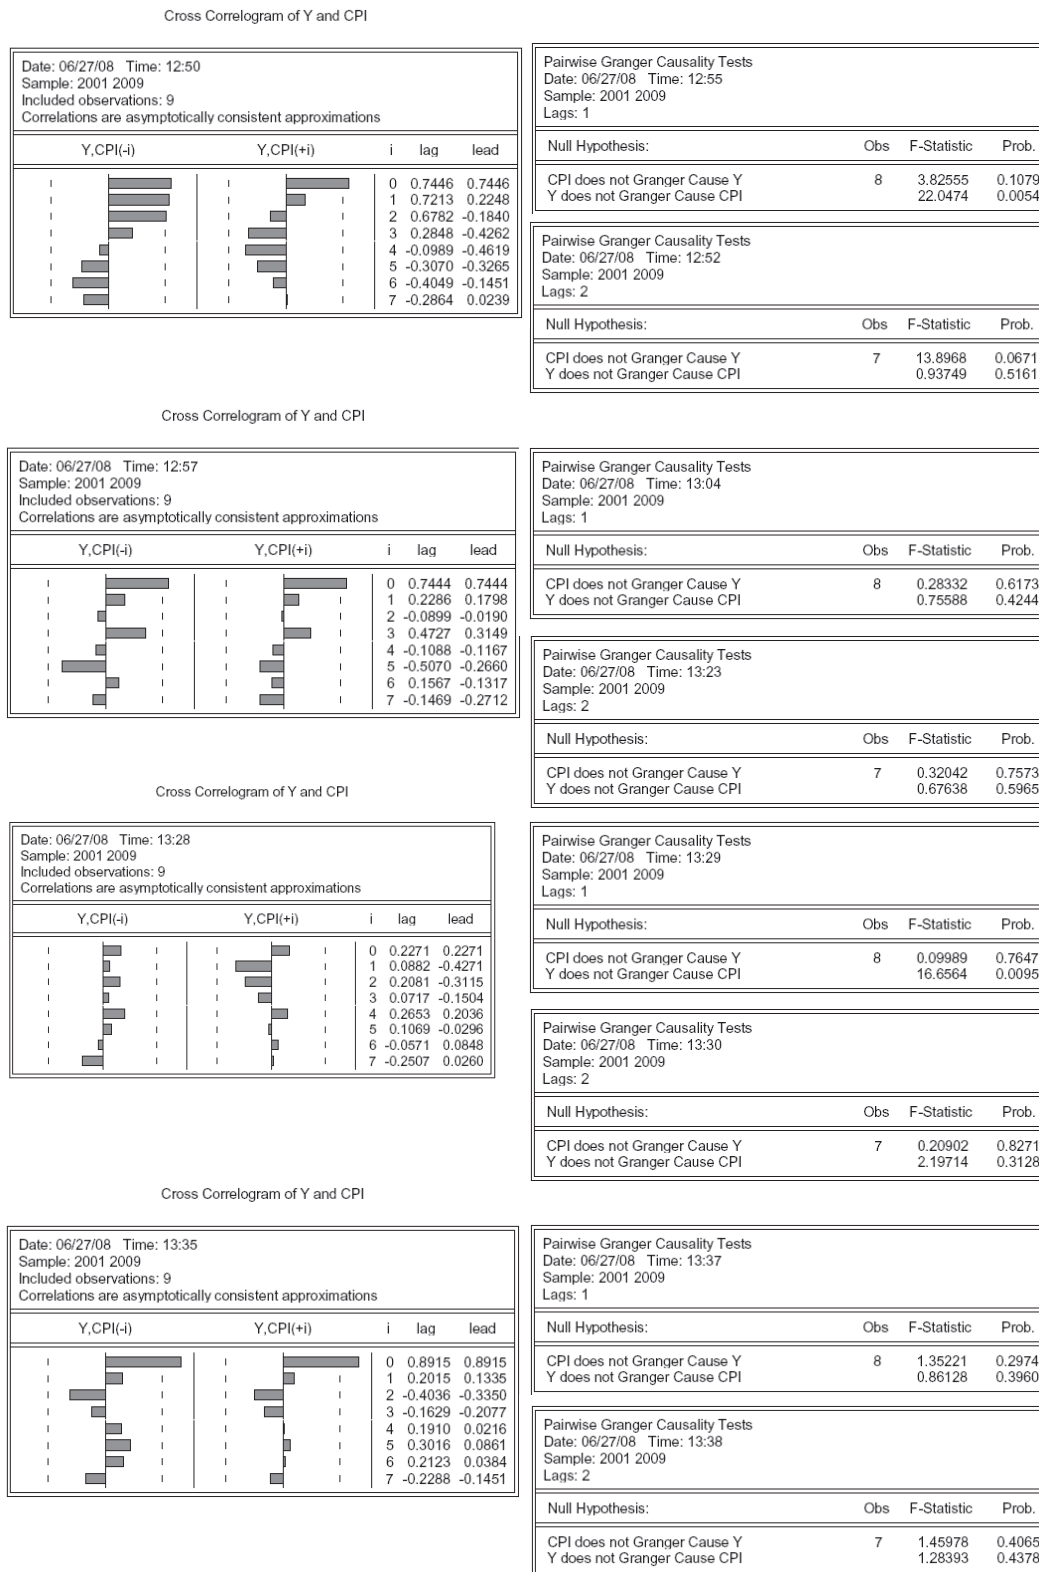 Cross Correlogram of Y and CPI
Date: 06/27/08 Time: 12:50
Sample: 2001 2009
Included observations: 9
Correlations are asymptotically consistent approximations
Y,CPI(-i) Y,CPI(+i) i lag lead
0 0.7446 0.7446
1 0.7213 0.2248
2 0.6782 -0.1840
3 0.2848 -0.4262
4 -0.0989 -0.4619
5 -0.3070 -0.3265
6 -0.4049 -0.1451
7 -0.2864 0.0239
Pairwise Granger Causality Tests
Date: 06/27/08 Time: 12:55
Sample: 2001 2009
Lags: 1
Null Hypothesis: Obs F-Statistic Prob.
CPI does not Granger Cause Y 8 3.82555 0.1079
Y does not Granger Cause CPI 22.0474 0.0054
Pairwise Granger Causality Tests
Date: 06/27/08 Time: 12:52
Sample: 2001 2009
Lags: 2
Null Hypothesis: Obs F-Statistic Prob.
CPI does not Granger Cause Y 7 13.8968 0.0671
Y does not Granger Cause CPI 0.93749 0.5161
Cross Correlogram of Y and CPI
Date: 06/27/08 Time: 12:57
Sample: 2001 2009
Included observations: 9
Correlations are asymptotically consistent approximations
Y,CPI(-i) Y,CPI(+i) i lag lead
0 0.7444 0.7444
1 0.2286 0.1798
2 -0.0899 -0.0190
3 0.4727 0.3149
4 -0.1088 -0.1167
5 -0.5070 -0.2660
6 0.1567 -0.1317
7 -0.1469 -0.2712
Pairwise Granger Causality Tests
Date: 06/27/08 Time: 13:04
Sample: 2001 2009
Lags: 1
Null Hypothesis: Obs F-Statistic Prob.
CPI does not Granger Cause Y 8 0.28332 0.6173
Y does not Granger Cause CPI 0.75588 0.4244
Pairwise Granger Causality Tests
Date: 06/27/08 Time: 13:23
Sample: 2001 2009
Lags: 2
Null Hypothesis: Obs F-Statistic Prob.
CPI does not Granger Cause Y 7 0.32042 0.7573
Y does not Granger Cause CPI 0.67638 0.5965
Cross Correlogram of Y and CPI
Date: 06/27/08 Time: 13:28
Sample: 2001 2009
Included observations: 9
Correlations are asymptotically consistent approximations
Y,CPI(-i) Y,CPI(+i) i lag lead
0 0.2271 0.2271
1 0.0882 -0.4271
2 0.2081 -0.3115
3 0.0717 -0.1504
4 0.2653 0.2036
5 0.1069 -0.0296
6 -0.0571 0.0848
7 -0.2507 0.0260
Pairwise Granger Causality Tests
Date: 06/27/08 Time: 13:29
Sample: 2001 2009
Lags: 1
Null Hypothesis: Obs F-Statistic Prob.
CPI does not Granger Cause Y 8 0.09989 0.7647
Y does not Granger Cause CPI 16.6564 0.0095
Pairwise Granger Causality Tests
Date: 06/27/08 Time: 13:30
Sample: 2001 2009
Lags: 2
Null Hypothesis: Obs F-Statistic Prob.
CPI does not Granger Cause Y 7 0.20902 0.8271
Y does not Granger Cause CPI 2.19714 0.3128
Cross Correlogram of Y and CPI
Date: 06/27/08 Time: 13:35
Sample: 2001 2009
Included observations: 9
Correlations are asymptotically consistent approximations
Y,CPI(-i) Y,CPI(+i) i lag lead
0 0.8915 0.8915
1 0.2015 0.1335
2 -0.4036 -0.3350
3 -0.1629 -0.2077
4 0.1910 0.0216
5 0.3016 0.0861
6 0.2123 0.0384
7 -0.2288 -0.1451
Pairwise Granger Causality Tests
Date: 06/27/08 Time: 13:37
Sample: 2001 2009
Lags: 1
Null Hypothesis: Obs F-Statistic Prob.
CPI does not Granger Cause Y 8 1.35221 0.2974
Y does not Granger Cause CPI 0.86128 0.3960
Pairwise Granger Causality Tests
Date: 06/27/08 Time: 13:38
Sample: 2001 2009
Lags: 2
Null Hypothesis: Obs F-Statistic Prob.
CPI does not Granger Cause Y 7 1.45978 0.4065
Y does not Granger Cause CPI 1.28393 0.4378